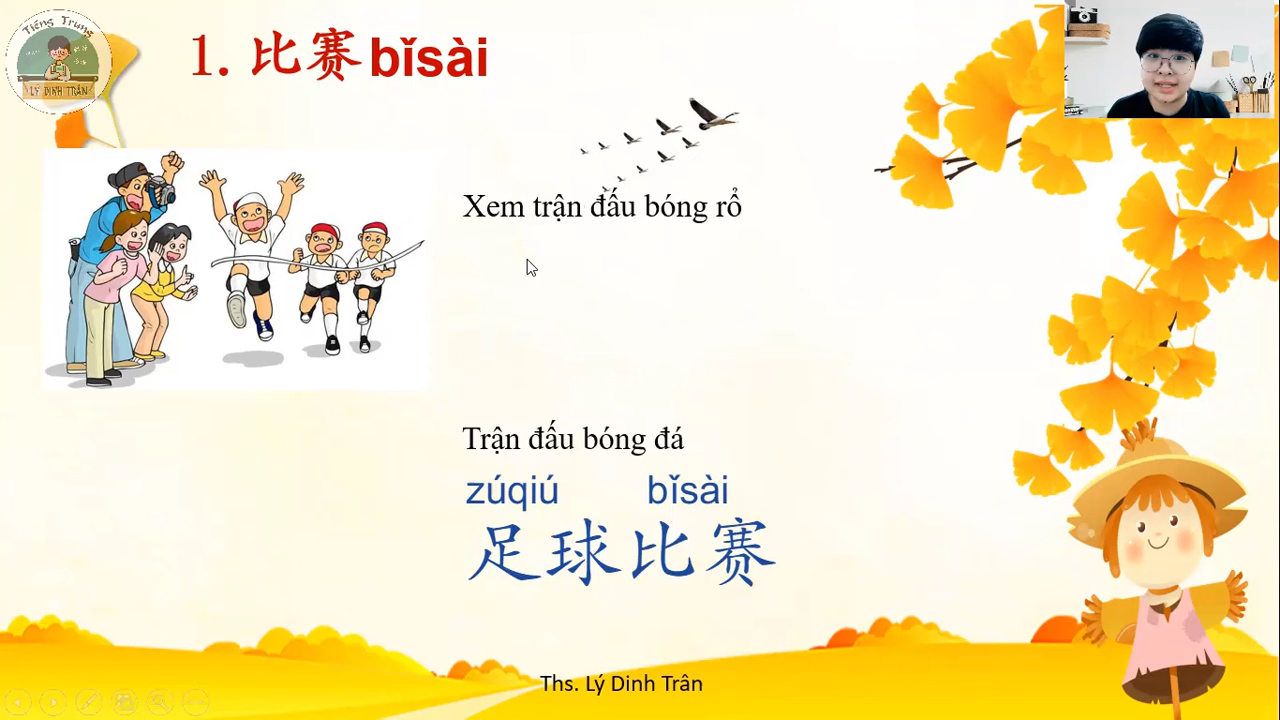 Tiếng Trung
LÝ DINH TRÂN
1. 比赛 bǐsài
Xem trận đấu bóng rổ
Trận đấu bóng đá
zúqiú bǐsài
足球比赛
Ths. Lý Dinh Trân